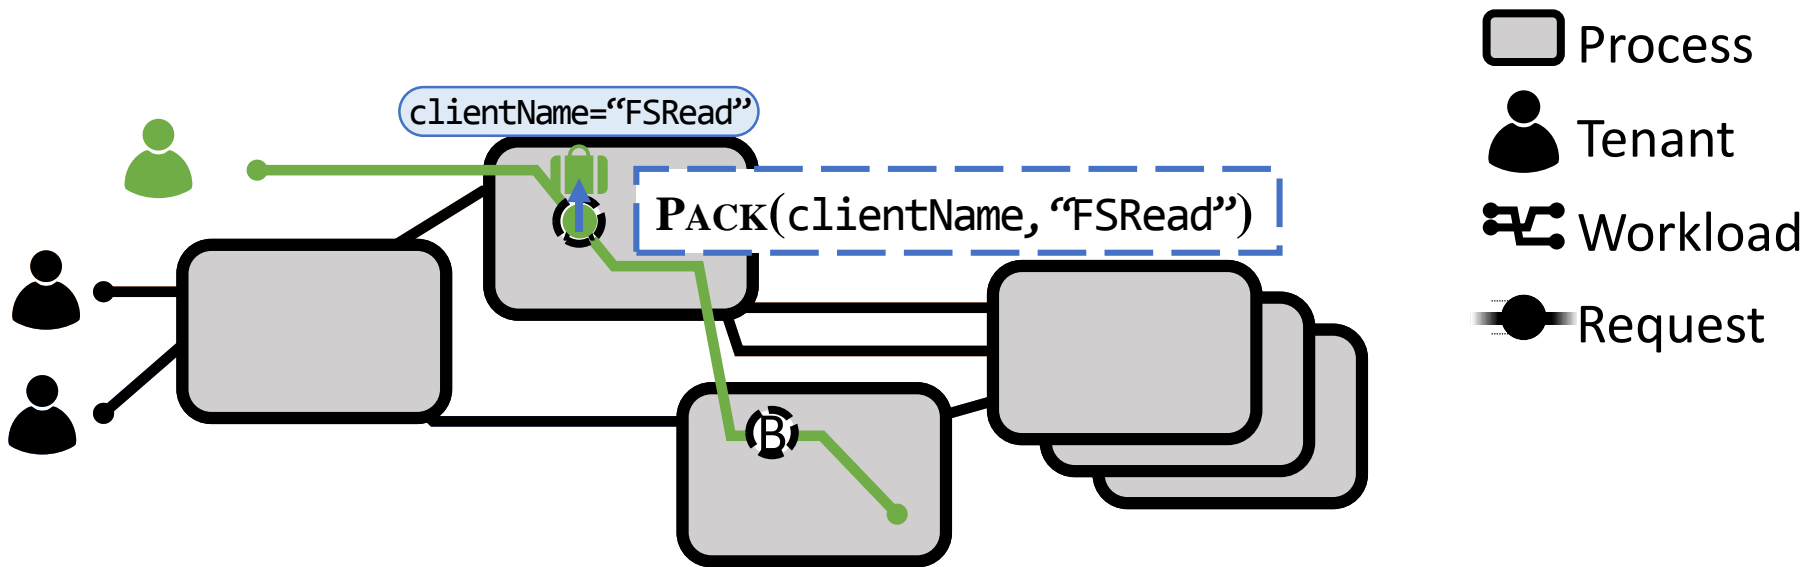 clientName=“FSRead”
PACK(clientName, “FSRead”)
B
Process
Tenant
Workload
Request